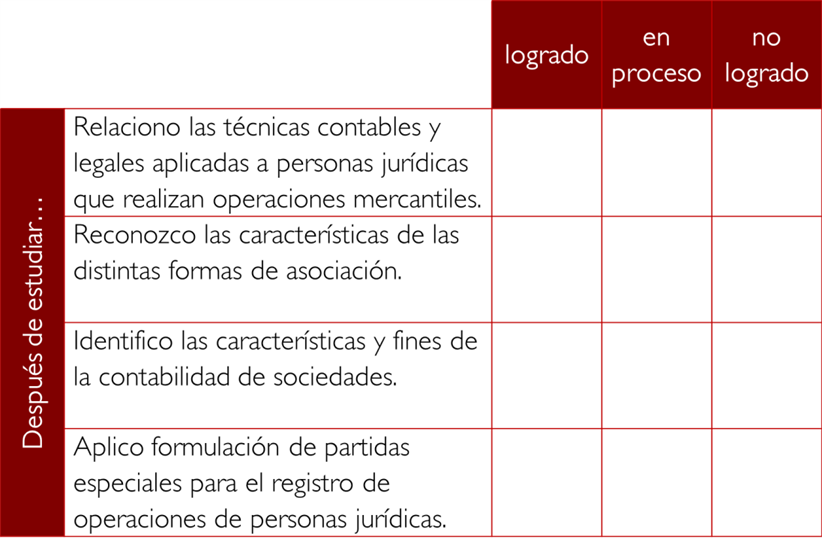 logrado
en
proceso
no
logrado
Después de estudiar...
Relaciono las técnicas contables y
legales aplicadas a personas jurídicas
que realizan operaciones mercantiles.
Reconozco las características de las
distintas formas de asociación.
Identifico las características y fines de
la contabilidad de sociedades.
Aplico formulación de partidas
especiales para el registro de
operaciones de personas jurídicas.